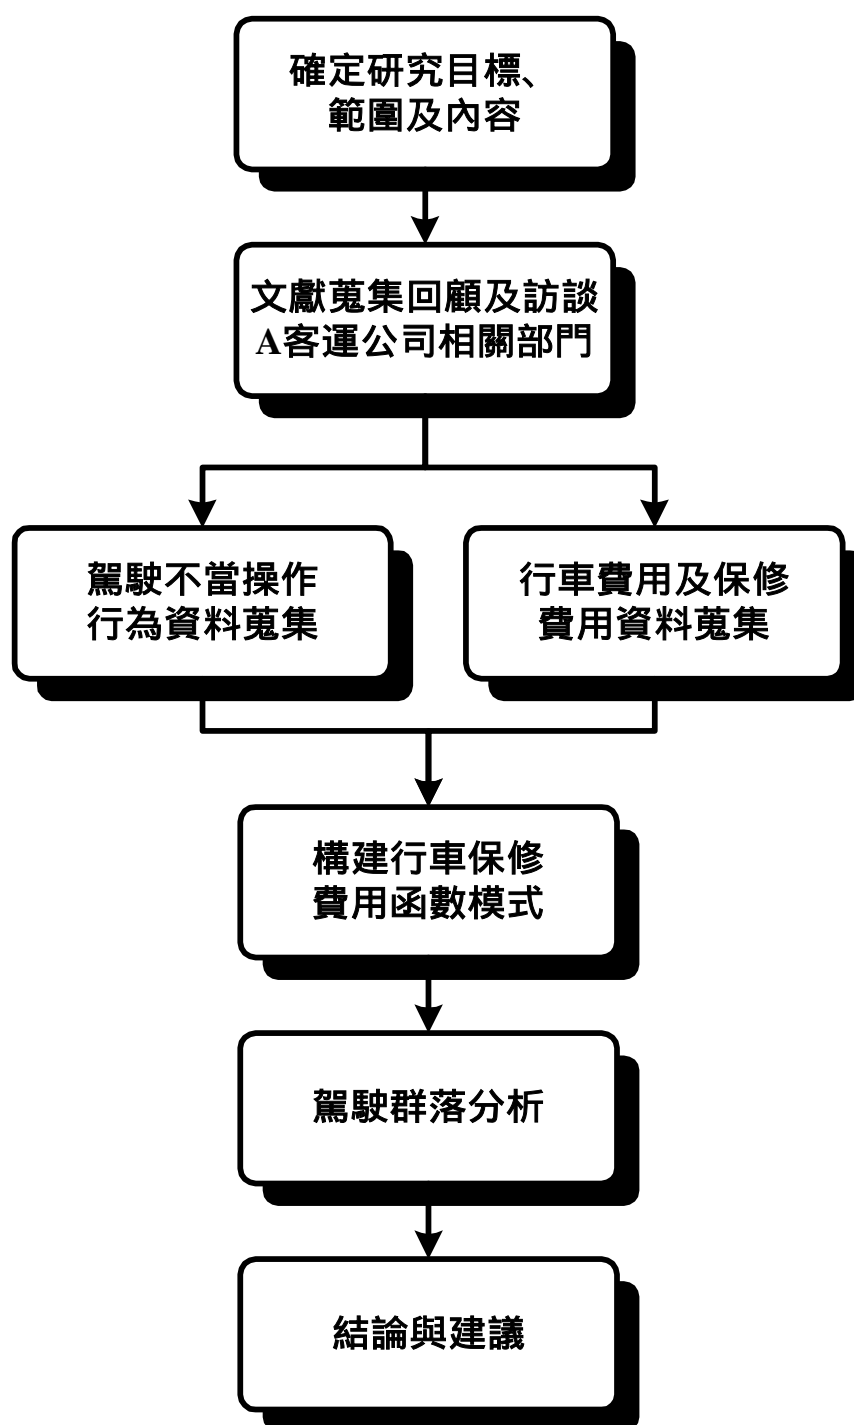 確定研究目標、
範圍及內容
文獻蒐集回顧及訪談
A客運公司相關部門
駕駛不當操作
行為資料蒐集
行車費用及保修
費用資料蒐集
構建行車保修
費用函數模式
駕駛群落分析
結論與建議